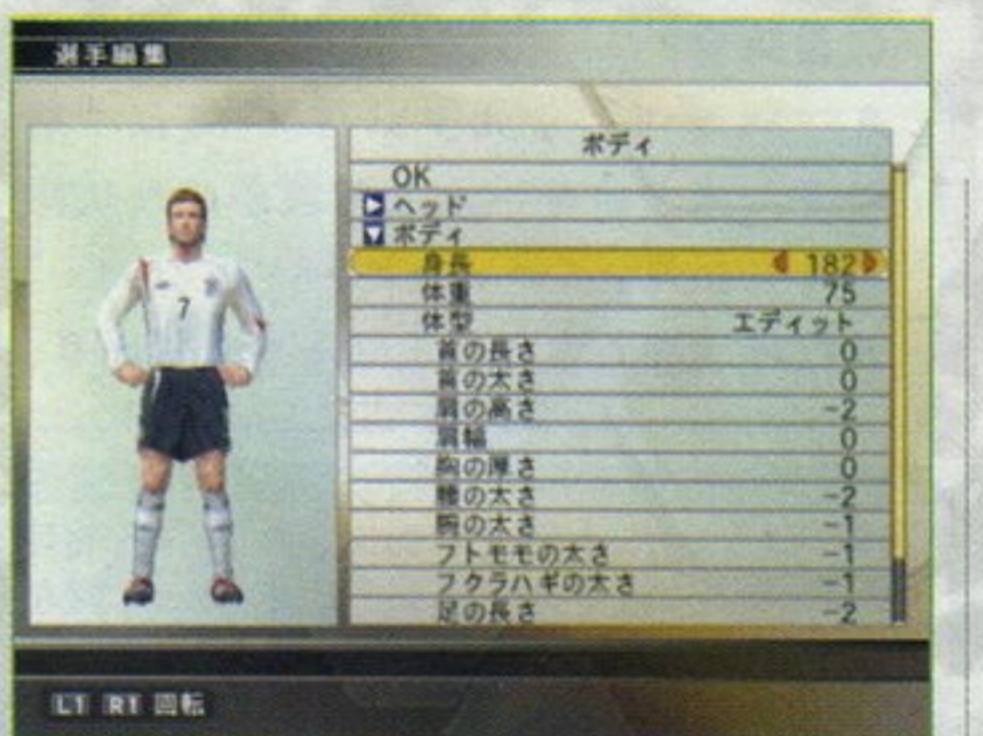 選手編集
7
ボディ
OK
ヘッド
ボディ
身長 182
体重 75
体型 エディット
首の長さ 0
首の太さ 0
肩の高さ -2
肩幅 0
胸の厚さ 0
腰の太さ -2
腕の太さ -1
フトモモの太さ -1
フクラハギの太さ -1
足の長さ -2
L1 R1 回転